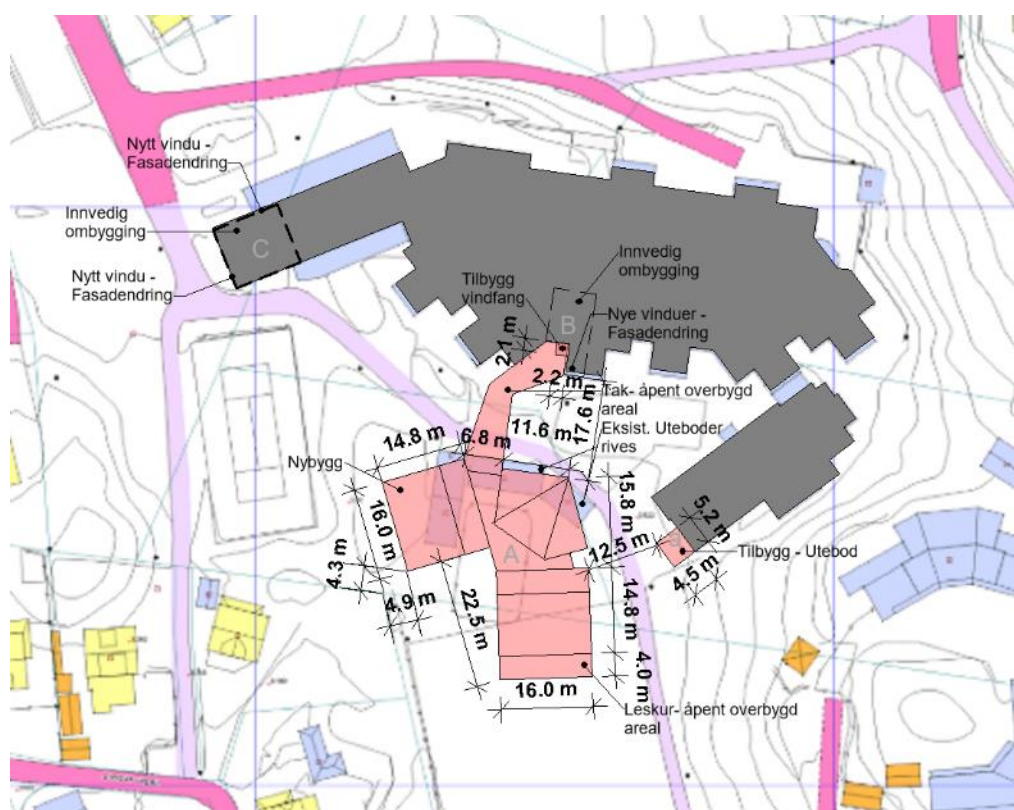 Nytt vindu -
Fasadendring
Innvedig
ombygging
C
Nytt vindu -
Fasadendring
Innvedig
ombygging
Tilbygg
vindfang
B
Nye vinduer -
Fasadendring
2.1 m
2.2 m
Tak- åpent overbygd
areal
Eksist. Uteboder
rives
17.6 m
11.6 m
6.8 m
14.8 m
Nybygg
16.0 m
15.8 m
5.2 m
A
12.5 m
Tilbygg - Utebod
4.5 m
4.3 m
4.9 m
22.5 m
14.8 m
4.0 m
16.0 m
Leskur- åpent overbygd
areal